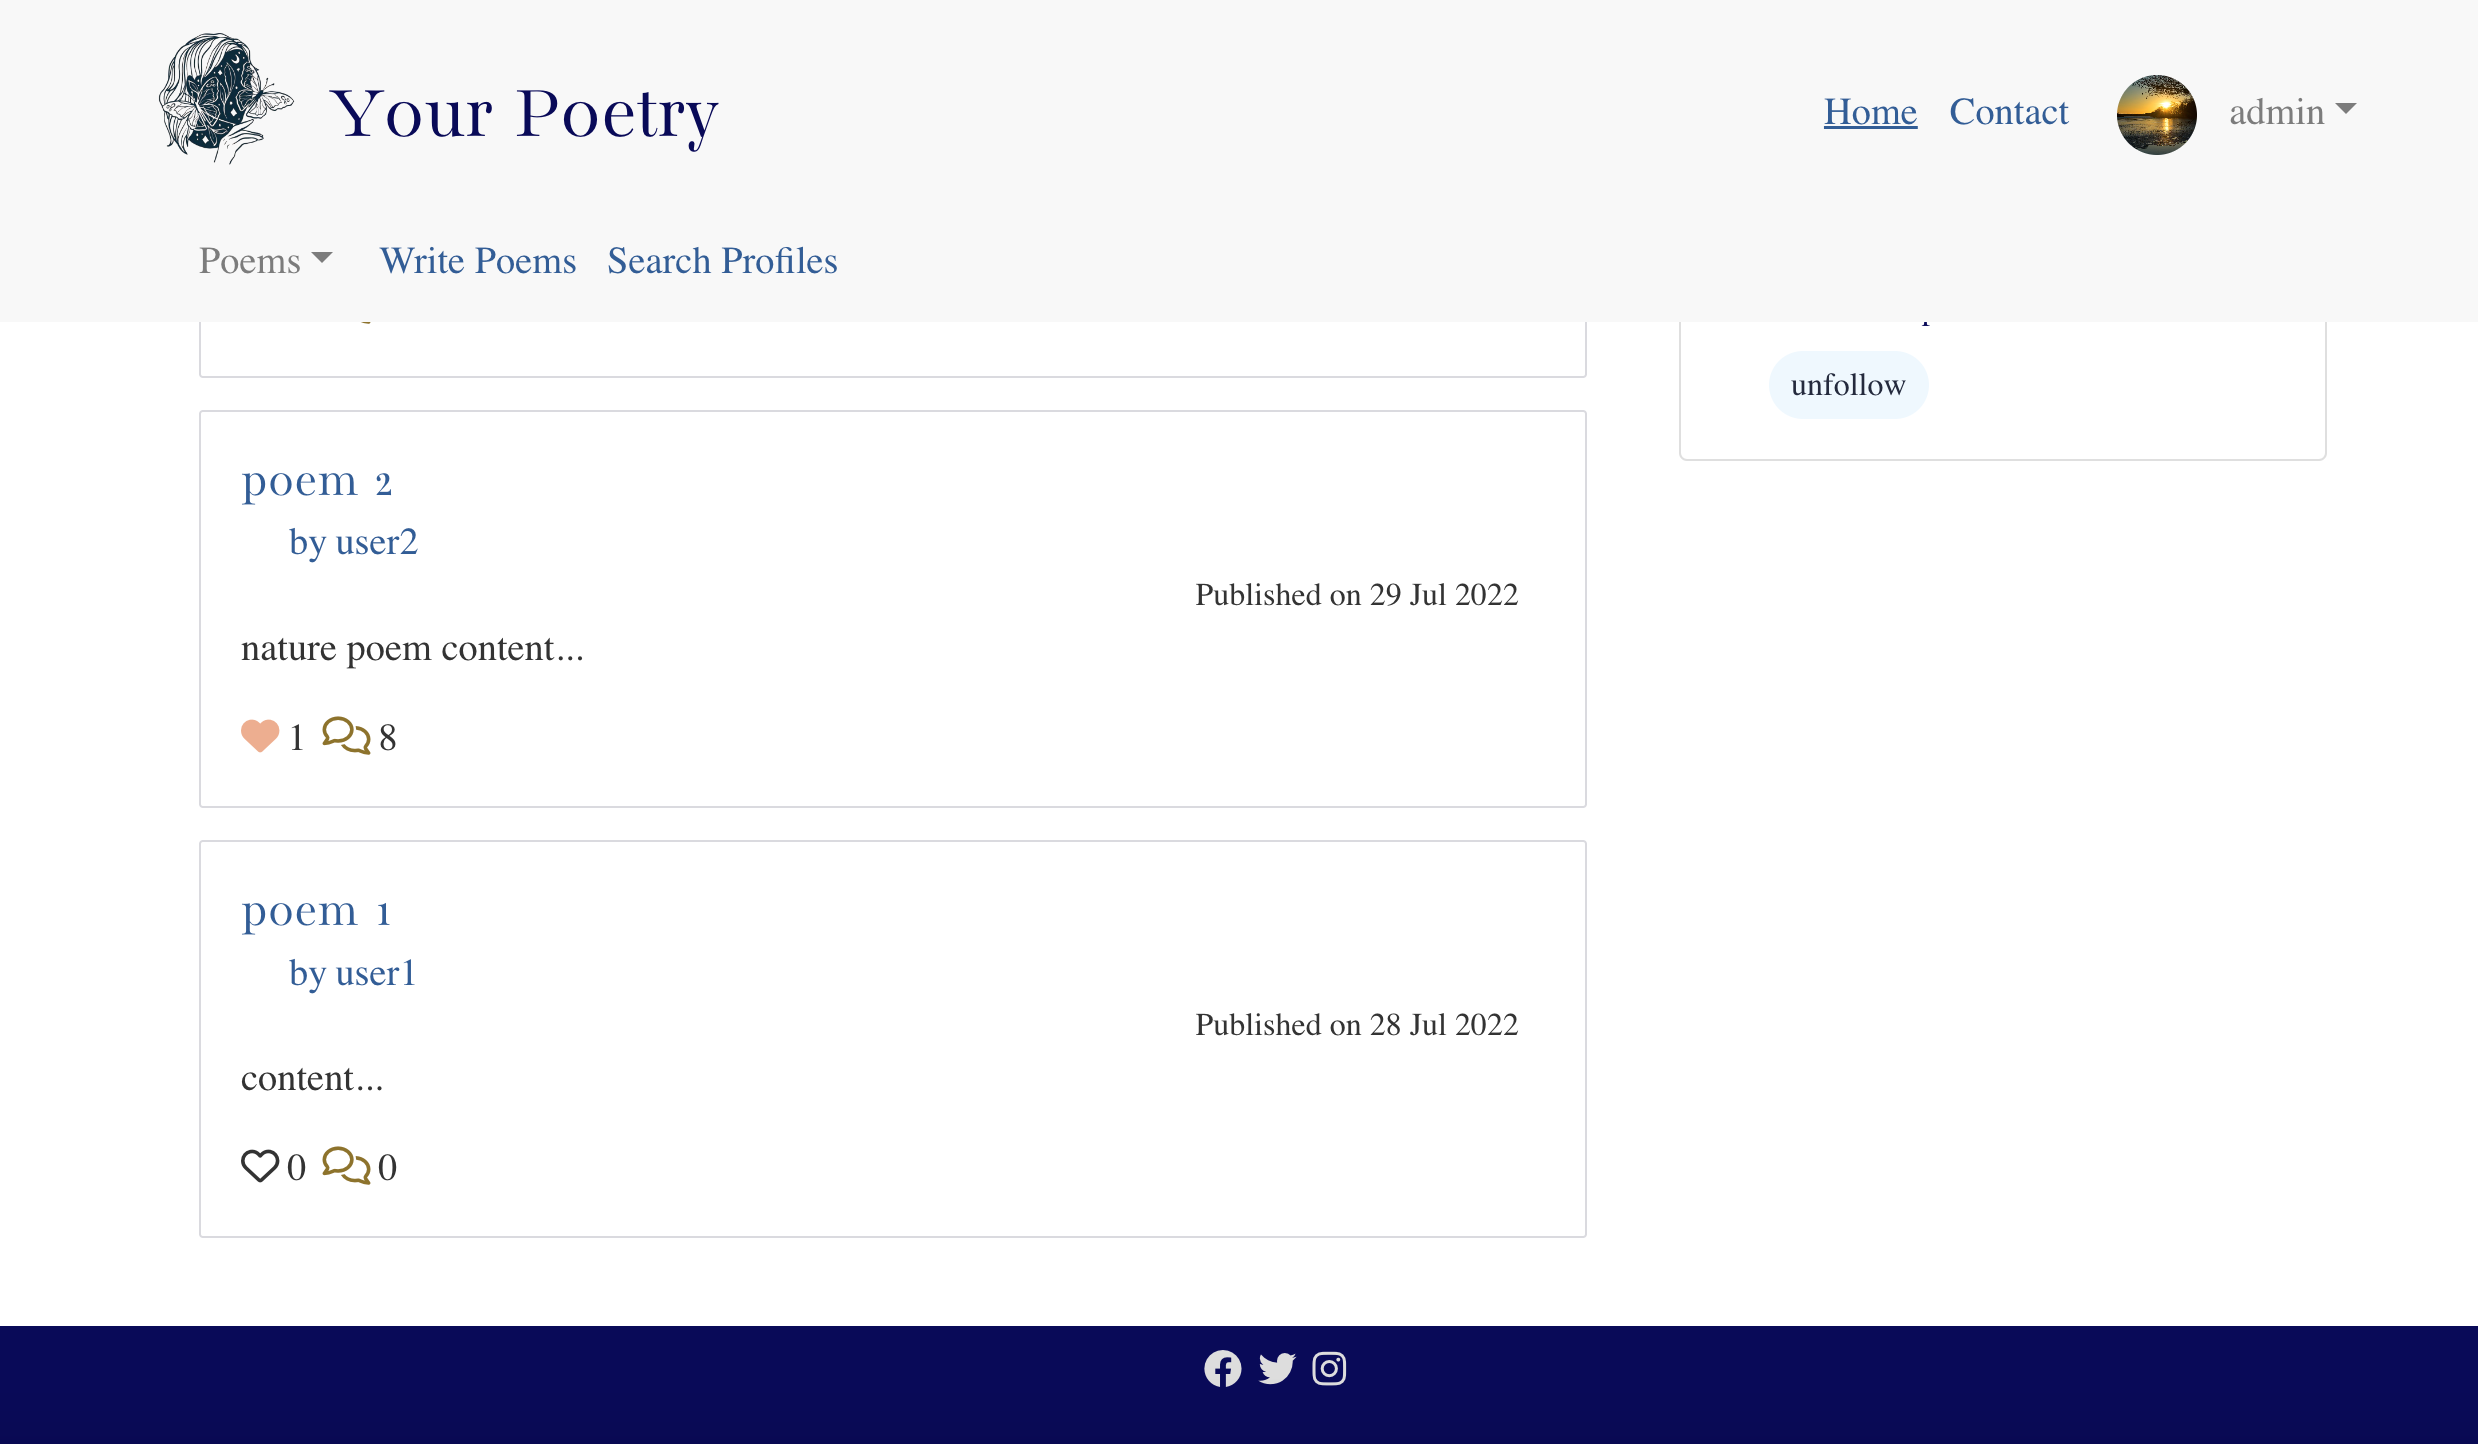 Your Poetry
Home Contact admin
Poems Write Poems Search Profiles
unfollow
poem 2
by user2
Published on 29 Jul 2022
nature poem content...
1 8
poem 1
by user1
Published on 28 Jul 2022
content...
0 0